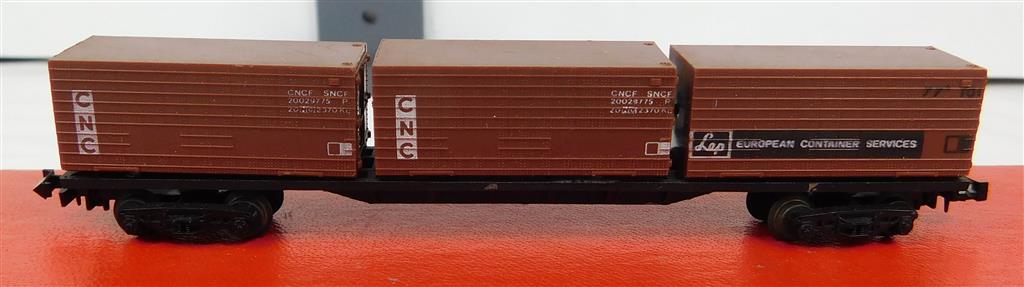 CNC
CNCF SNCF
20029775 P
CNC
CNCF SNCF
20029775 P
Lep EUROPEAN CONTAINER SERVICES